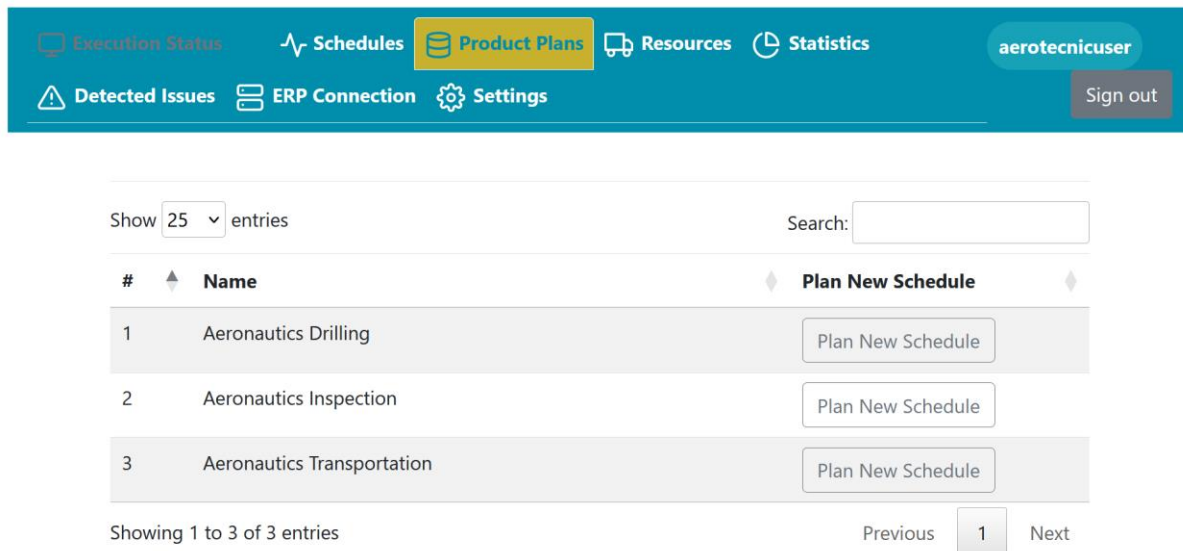 Execution Status Schedules Product Plans Resources Statistics aerotecnicuser
Detected Issues ERP Connection Settings Sign out
Show 25 entries Search:
# Name Plan New Schedule
1 Aeronautics Drilling Plan New Schedule
2 Aeronautics Inspection Plan New Schedule
3 Aeronautics Transportation Plan New Schedule
Showing 1 to 3 of 3 entries Previous 1 Next